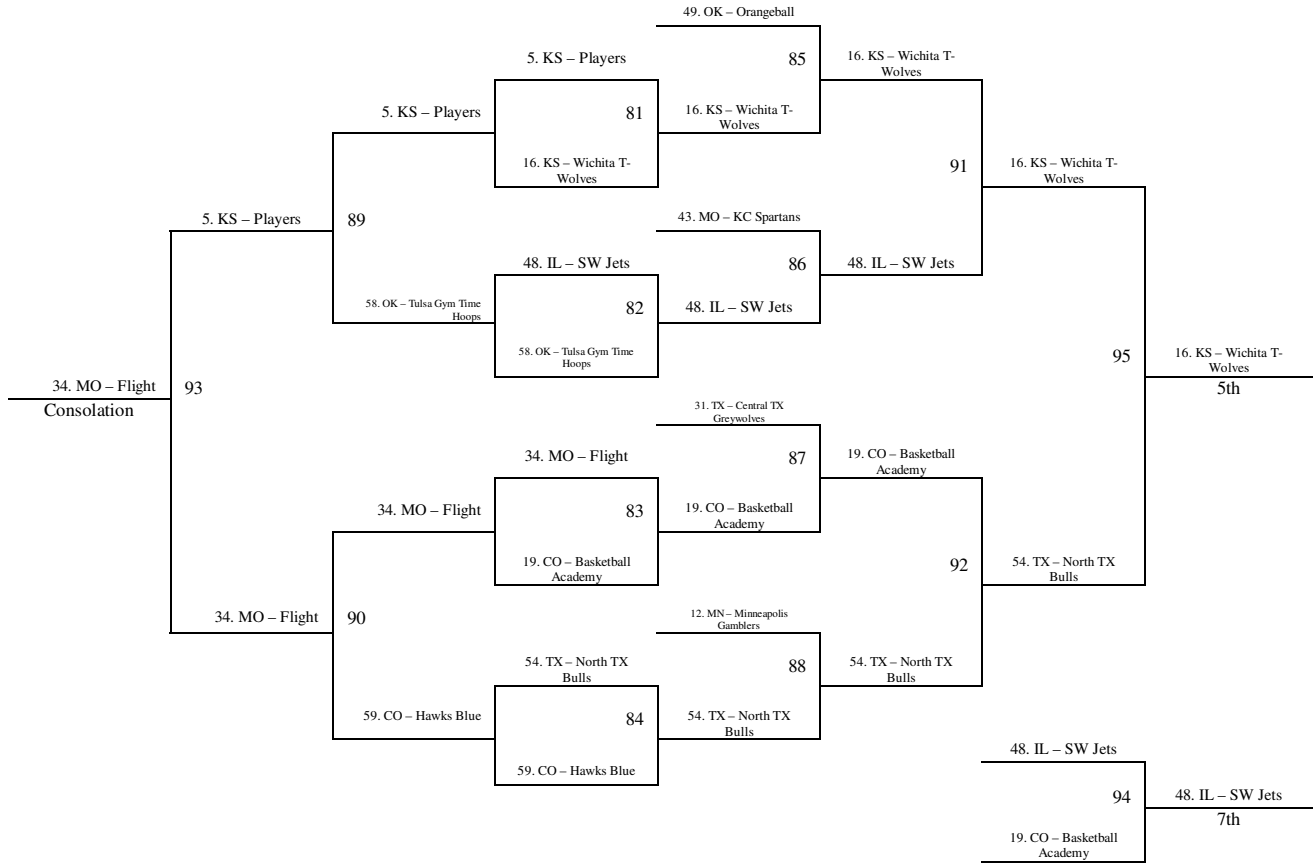 49. OK – Orangeball
5. KS – Players
85
16. KS – Wichita T-
Wolves
5. KS – Players
81
16. KS – Wichita T-
Wolves
16. KS – Wichita T-
Wolves
91
16. KS – Wichita T-
Wolves
5. KS – Players
89
43. MO – KC Spartans
48. IL – SW Jets
86
48. IL – SW Jets
58. OK – Tulsa Gym Time
Hoops
82
48. IL – SW Jets
58. OK – Tulsa Gym Time
Hoops
95
16. KS – Wichita T-
Wolves
5th
34. MO – Flight
Consolation
93
31. TX – Central TX
Greywolves
34. MO – Flight
87
19. CO – Basketball
Academy
34. MO – Flight
83
19. CO – Basketball
Academy
19. CO – Basketball
Academy
92
54. TX – North TX
Bulls
34. MO – Flight
90
12. MN – Minneapolis
Gamblers
54. TX – North TX
Bulls
88
54. TX – North TX
Bulls
59. CO – Hawks Blue
84
54. TX – North TX
Bulls
59. CO – Hawks Blue
48. IL – SW Jets
94
48. IL – SW Jets
7th
19. CO – Basketball
Academy